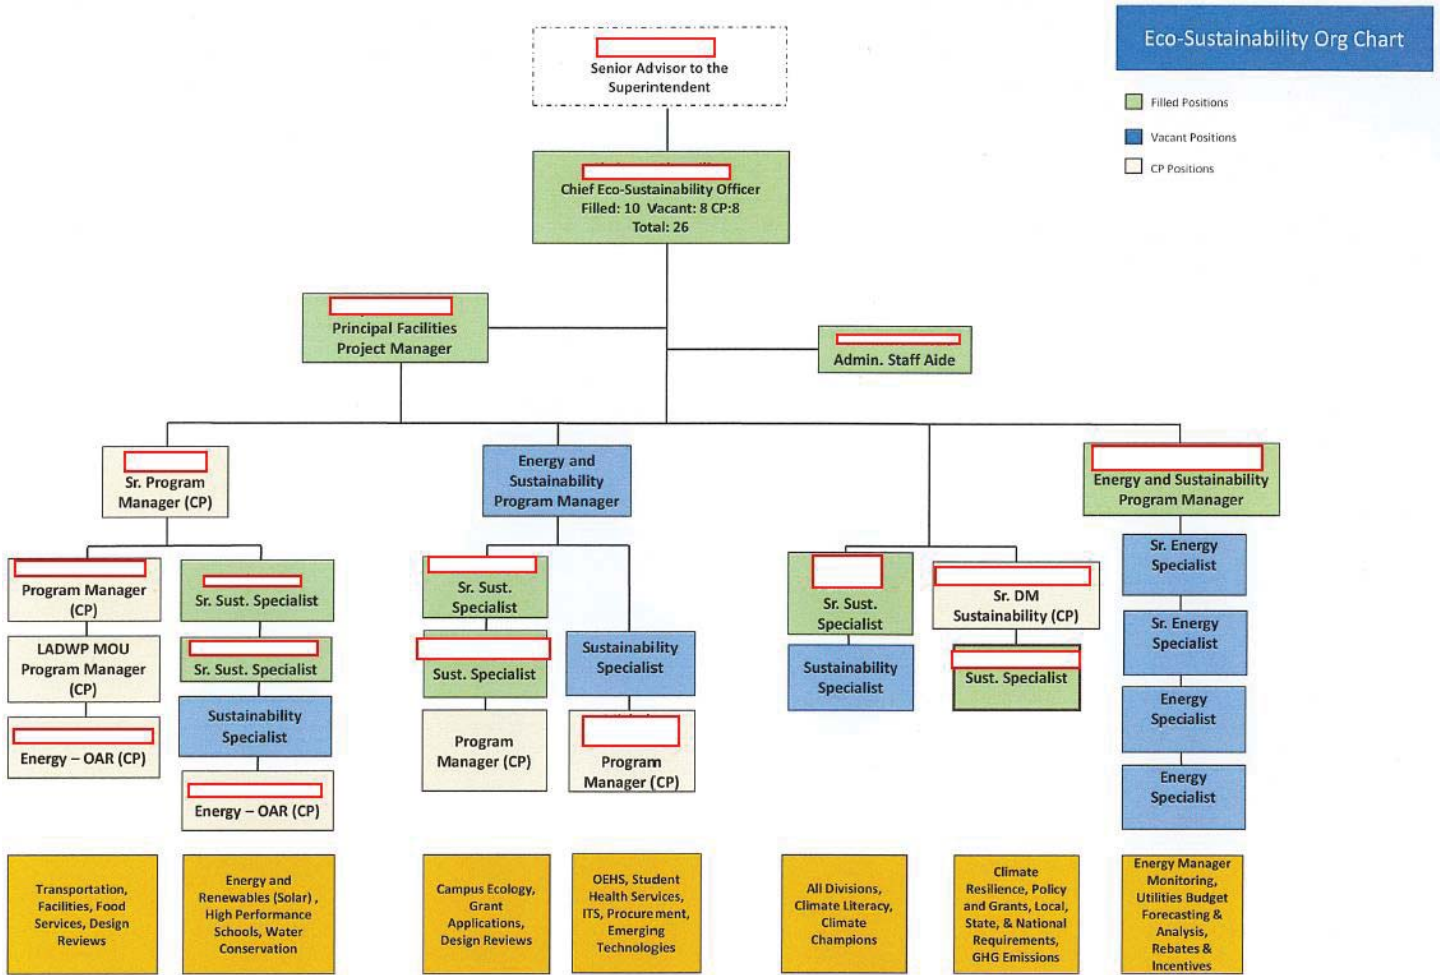 Eco-Sustainability Org Chart
Filled Positions
Vacant Positions
CP Positions
Senior Advisor to the
Superintendent
Chief Eco-Sustainability Officer
Filled: 10 Vacant: 8 CP:8
Total: 26
Principal Facilities
Project Manager
Admin. Staff Aide
Sr. Program
Manager (CP)
Energy and
Sustainability
Program Manager
Energy and Sustainability
Program Manager
Program Manager
(CP)
LADWP MOU
Program Manager
(CP)
Energy – OAR (CP)
Sr. Sust. Specialist
Sr. Sust. Specialist
Sustainability
Specialist
Energy – OAR (CP)
Sr. Sust.
Specialist
Sust. Specialist
Program
Manager (CP)
Sustainability
Specialist
Program
Manager (CP)
Sr. Sust.
Specialist
Sustainability
Specialist
Sr. DM
Sustainability (CP)
Sust. Specialist
Sr. Energy
Specialist
Sr. Energy
Specialist
Energy
Specialist
Energy
Specialist
Transportation,
Facilities, Food
Services, Design
Reviews
Energy and
Renewables (Solar) ,
High Performance
Schools, Water
Conservation
Campus Ecology,
Grant
Applications,
Design Reviews
OEHS, Student
Health Services,
ITS, Procurement,
Emerging
Technologies
All Divisions,
Climate Literacy,
Climate
Champions
Climate
Resilience, Policy
and Grants, Local,
State, & National
Requirements,
GHG Emissions
Energy Manager
Monitoring,
Utilities Budget
Forecasting &
Analysis,
Rebates &
Incentives